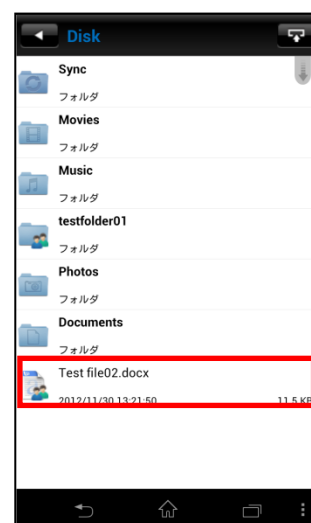 Disk
Sync
フォルダ
Movies
フォルダ
Music
フォルダ
testfolder01
フォルダ
Photos
フォルダ
Documents
フォルダ
Test file02.docx
2012/11/30 13:21:50 11.5 KB